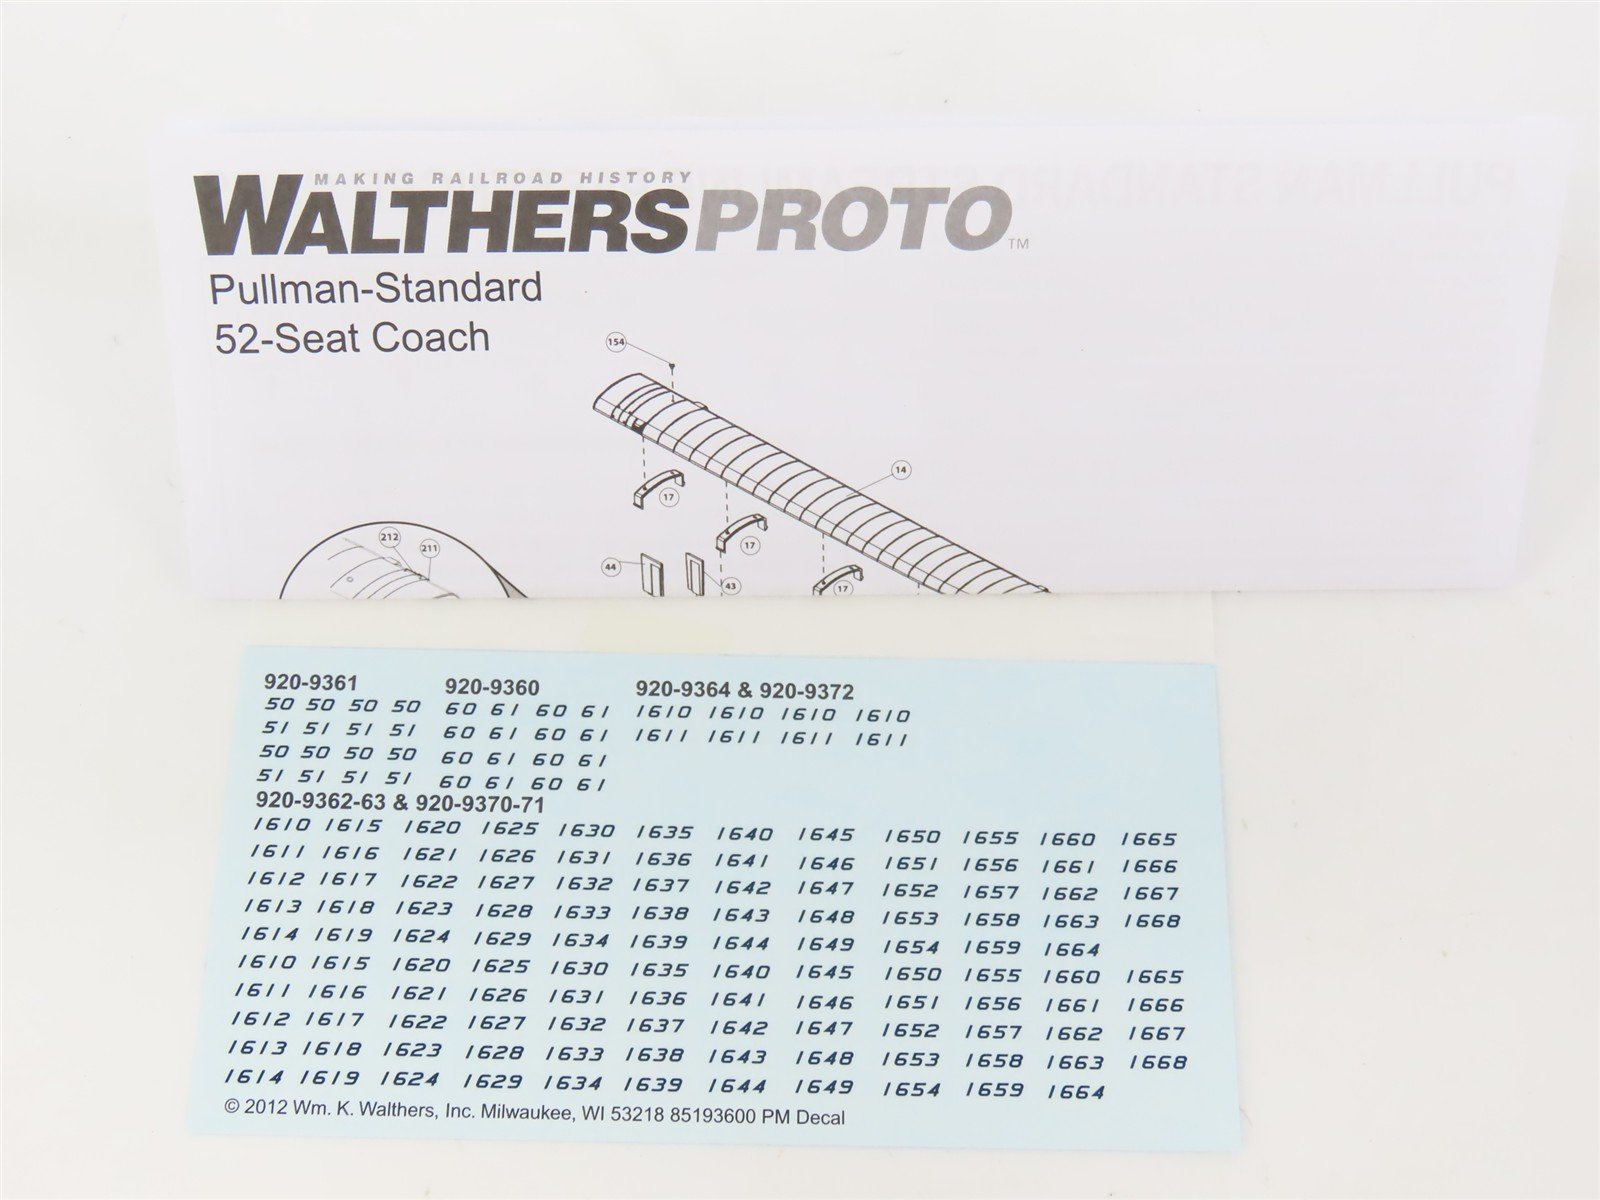 MAKING RAILROAD HISTORY
WALTHERSPROTO™
Pullman-Standard
52-Seat Coach
154
14
17
17
17
212
211
44
43
920-9361
50 50 50 50
51 51 51 51
50 50 50 50
51 51 51 51
920-9360
60 61 60 61
60 61 60 61
60 61 60 61
60 61 60 61
920-9364 & 920-9372
1610 1610 1610 1610
1611 1611 1611 1611
920-9362-63 & 920-9370-71
1610 1615 1620 1625 1630 1635 1640 1645 1650 1655 1660 1665
1611 1616 1621 1626 1631 1636 1641 1646 1651 1656 1661 1666
1612 1617 1622 1627 1632 1637 1642 1647 1652 1657 1662 1667
1613 1618 1623 1628 1633 1638 1643 1648 1653 1658 1663 1668
1614 1619 1624 1629 1634 1639 1644 1649 1654 1659 1664
1610 1615 1620 1625 1630 1635 1640 1645 1650 1655 1660 1665
1611 1616 1621 1626 1631 1636 1641 1646 1651 1656 1661 1666
1612 1617 1622 1627 1632 1637 1642 1647 1652 1657 1662 1667
1613 1618 1623 1628 1633 1638 1643 1648 1653 1658 1663 1668
1614 1619 1624 1629 1634 1639 1644 1649 1654 1659 1664
© 2012 Wm. K. Walthers, Inc. Milwaukee, WI 53218 85193600 PM Decal